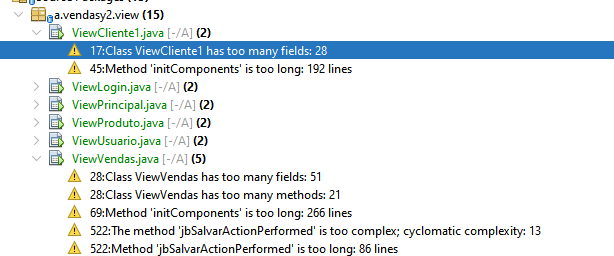 a.vendasy2.view (15)
ViewCliente1.java [-/A] (2)
17:Class ViewCliente1 has too many fields: 28
45:Method 'initComponents' is too long: 192 lines
ViewLogin.java [-/A] (2)
ViewPrincipal.java [-/A] (2)
ViewProduto.java [-/A] (2)
ViewUsuario.java [-/A] (2)
ViewVendas.java [-/A] (5)
28:Class ViewVendas has too many fields: 51
28:Class ViewVendas has too many methods: 21
69:Method 'initComponents' is too long: 266 lines
522:The method 'jbSalvarActionPerformed' is too complex; cyclomatic complexity: 13
522:Method 'jbSalvarActionPerformed' is too long: 86 lines